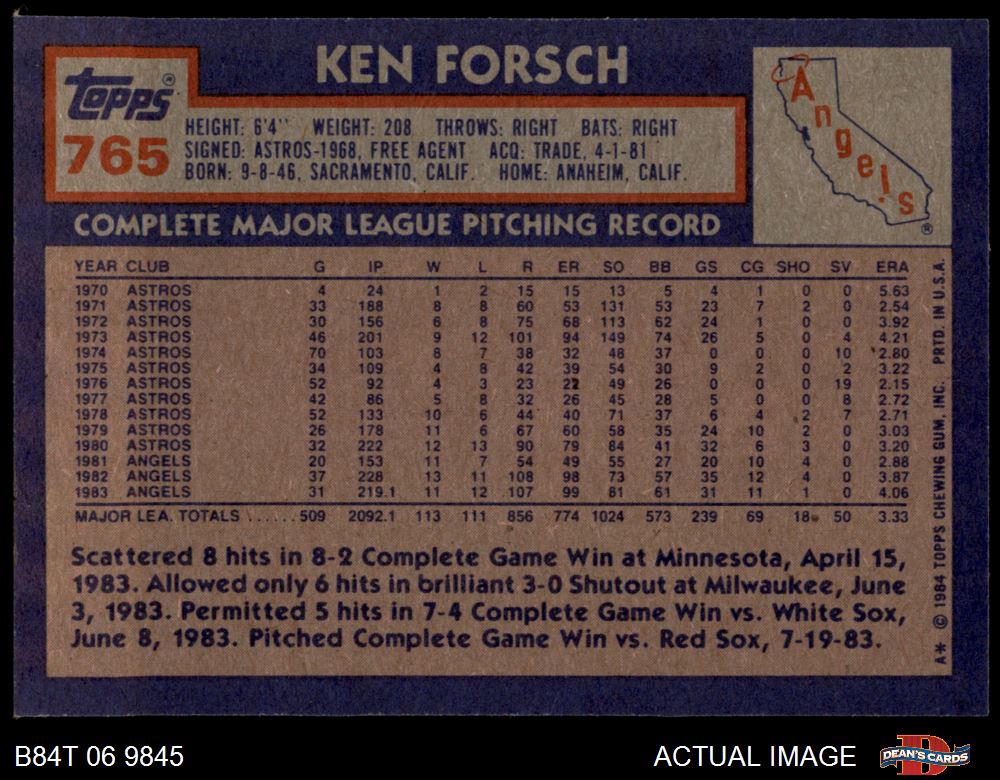 KEN FORSCH
Topps®
765
HEIGHT: 6'4" WEIGHT: 208 THROWS: RIGHT BATS: RIGHT
SIGNED: ASTROS-1968, FREE AGENT ACQ: TRADE, 4-1-81
BORN: 9-8-46, SACRAMENTO, CALIF. HOME: ANAHEIM, CALIF.
Angels
®
COMPLETE MAJOR LEAGUE PITCHING RECORD
YEAR CLUB G IP W L R ER SO BB GS CG SHO SV ERA
1970 ASTROS 4 24 1 2 15 15 13 5 4 1 0 0 5.63
1971 ASTROS 33 188 8 8 60 53 131 53 23 7 2 0 2.54
1972 ASTROS 30 156 6 8 75 68 113 62 24 1 0 0 3.92
1973 ASTROS 46 201 9 12 101 94 149 74 26 5 0 4 4.21
1974 ASTROS 70 103 8 7 38 32 48 37 0 0 0 10 2.80
1975 ASTROS 34 109 4 8 42 39 54 30 9 2 0 2 3.22
1976 ASTROS 52 92 4 3 23 22 49 26 0 0 0 19 2.15
1977 ASTROS 42 86 5 8 32 26 45 28 5 0 0 8 2.72
1978 ASTROS 52 133 10 6 44 40 71 37 6 4 2 7 2.71
1979 ASTROS 26 178 11 6 67 60 58 35 24 10 2 0 3.03
1980 ASTROS 32 222 12 13 90 79 84 41 32 6 3 0 3.20
1981 ANGELS 20 153 11 7 54 49 55 27 20 10 4 0 2.88
1982 ANGELS 37 228 13 11 108 98 73 57 35 12 4 0 3.87
1983 ANGELS 31 219.1 11 12 107 99 81 61 31 11 1 0 4.06
MAJOR LEA. TOTALS ......509 2092.1 113 111 856 774 1024 573 239 69 18 50 3.33
Scattered 8 hits in 8-2 Complete Game Win at Minnesota, April 15,
1983. Allowed only 6 hits in brilliant 3-0 Shutout at Milwaukee, June
3, 1983. Permitted 5 hits in 7-4 Complete Game Win vs. White Sox,
June 8, 1983. Pitched Complete Game Win vs. Red Sox, 7-19-83.
A* © 1984 TOPPS CHEWING GUM, INC. PRTD. IN U.S.A.
B84T 06 9845
ACTUAL IMAGE
DEAN'S CARDS